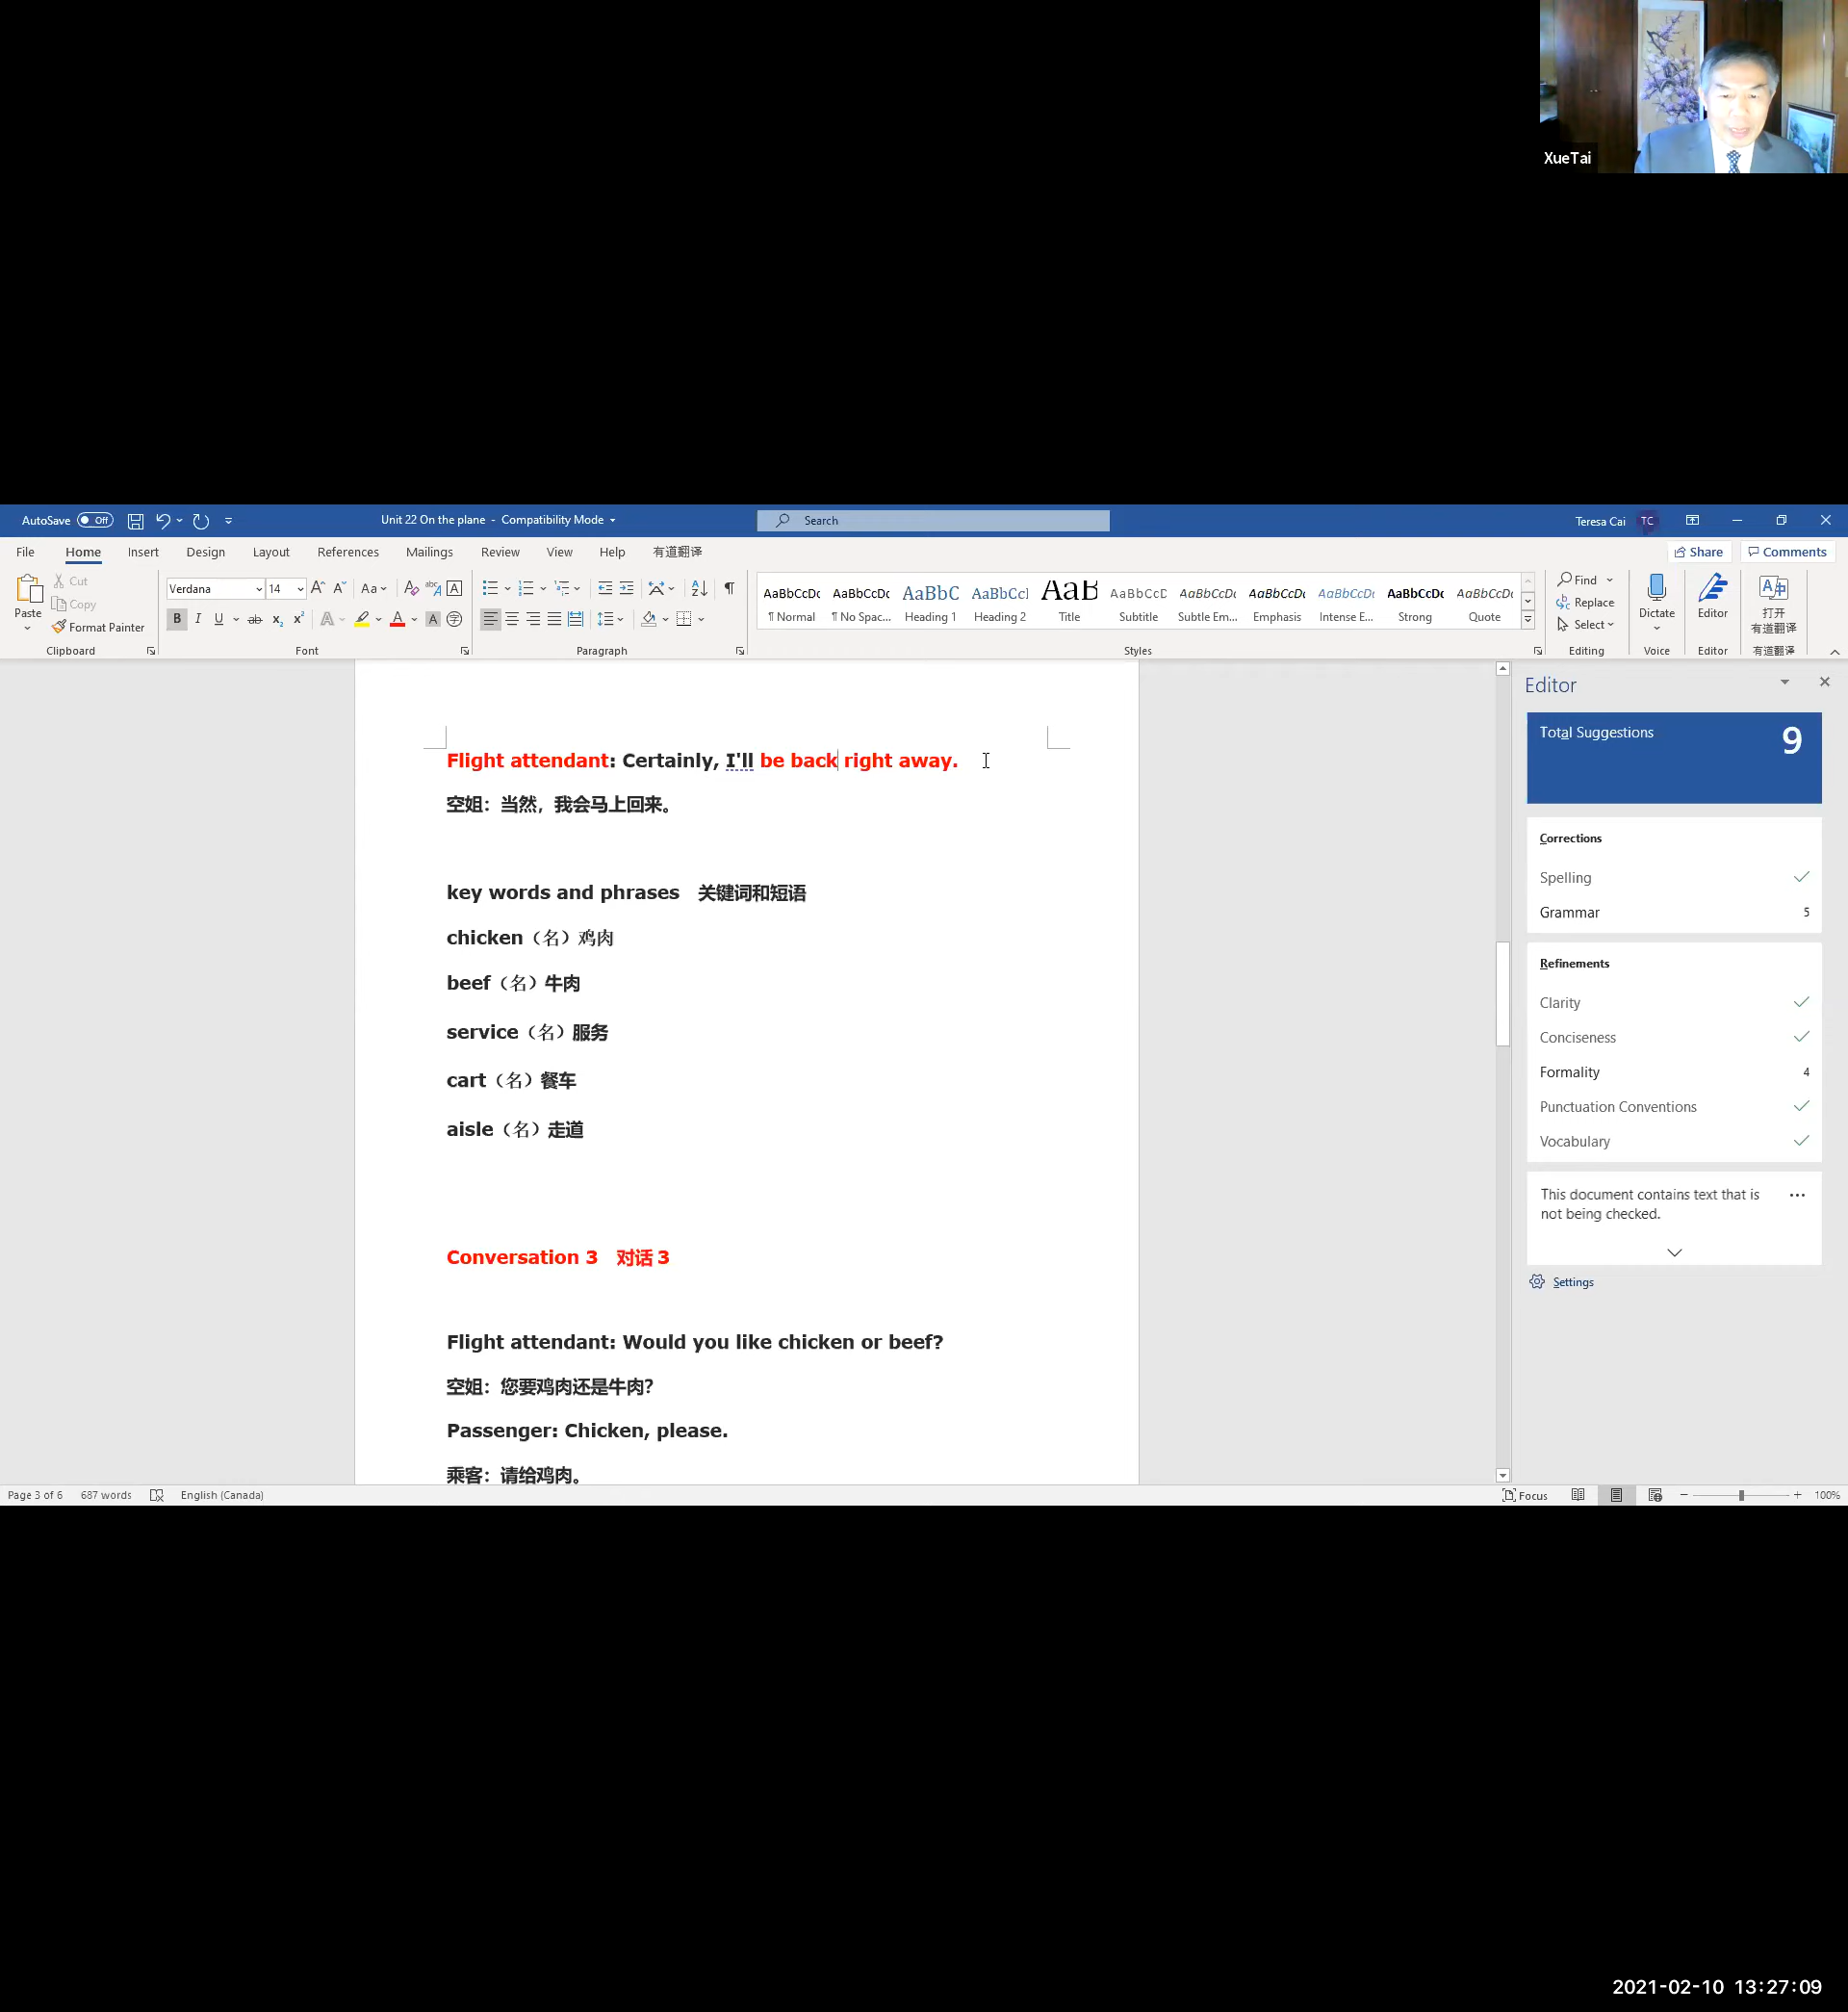 XueTai
AutoSave Off
Unit 22 On the plane - Compatibility Mode
Search
Teresa Cai TC
File Home Insert Design Layout References Mailings Review View Help 有道翻译
Share Comments
Paste
Cut
Copy
Format Painter
Clipboard
Verdana 14
Font
Paragraph
AaBbCcDc ¶ Normal
AaBbCcDc ¶ No Spac...
AaBbC Heading 1
AaBbCcI Heading 2
AaB Title
AaBbCcD Subtitle
AaBbCcDc Subtle Em...
AaBbCcDc Emphasis
AaBbCcDc Intense E...
AaBbCcDc Strong
AaBbCcDc Quote
Styles
Find
Replace
Select
Editing
Dictate
Voice
Editor
Editor
打开
有道翻译
有道翻译
Flight attendant: Certainly, I'll be back right away.
空姐：当然，我会马上回来。
key words and phrases 关键词和短语
chicken（名）鸡肉
beef（名）牛肉
service（名）服务
cart（名）餐车
aisle（名）走道
Conversation 3 对话 3
Flight attendant: Would you like chicken or beef?
空姐：您要鸡肉还是牛肉？
Passenger: Chicken, please.
乘客：请给鸡肉。
Editor
Total Suggestions 9
Corrections
Spelling
Grammar 5
Refinements
Clarity
Conciseness
Formality 4
Punctuation Conventions
Vocabulary
This document contains text that is
not being checked.
Settings
Page 3 of 6 687 words English (Canada)
Focus 100%
2021-02-10 13:27:09